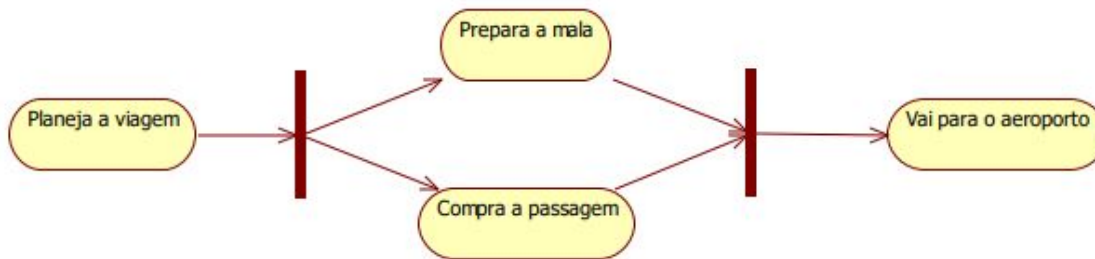 Planeja a viagem
Prepara a mala
Compra a passagem
Vai para o aeroporto